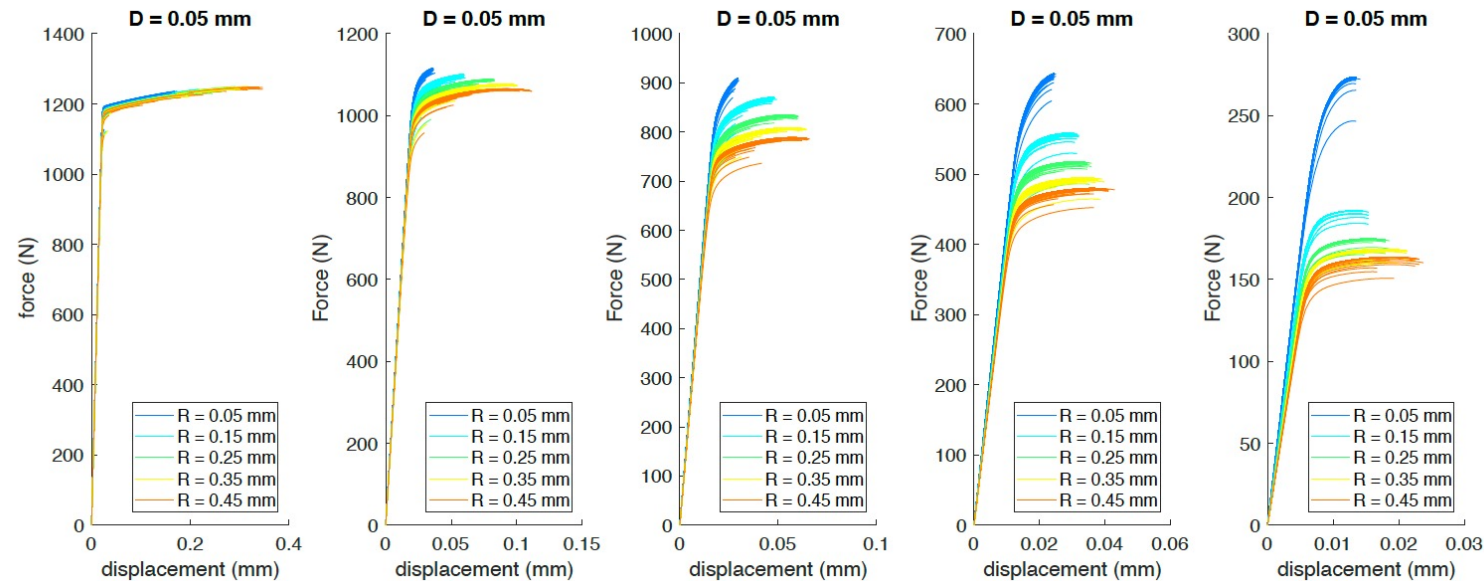 D = 0.05 mm
1400
1200
1000
800
600
400
200
0
force (N)
0
0.2
0.4
displacement (mm)
R = 0.05 mm
R = 0.15 mm
R = 0.25 mm
R = 0.35 mm
R = 0.45 mm
D = 0.05 mm
1200
1000
800
600
400
200
0
Force (N)
0
0.05
0.1
0.15
displacement (mm)
R = 0.05 mm
R = 0.15 mm
R = 0.25 mm
R = 0.35 mm
R = 0.45 mm
D = 0.05 mm
1000
900
800
700
600
500
400
300
200
100
0
Force (N)
0
0.05
0.1
displacement (mm)
R = 0.05 mm
R = 0.15 mm
R = 0.25 mm
R = 0.35 mm
R = 0.45 mm
D = 0.05 mm
700
600
500
400
300
200
100
0
Force (N)
0
0.02
0.04
0.06
displacement (mm)
R = 0.05 mm
R = 0.15 mm
R = 0.25 mm
R = 0.35 mm
R = 0.45 mm
D = 0.05 mm
300
250
200
150
100
50
0
Force (N)
0
0.01
0.02
0.03
displacement (mm)
R = 0.05 mm
R = 0.15 mm
R = 0.25 mm
R = 0.35 mm
R = 0.45 mm